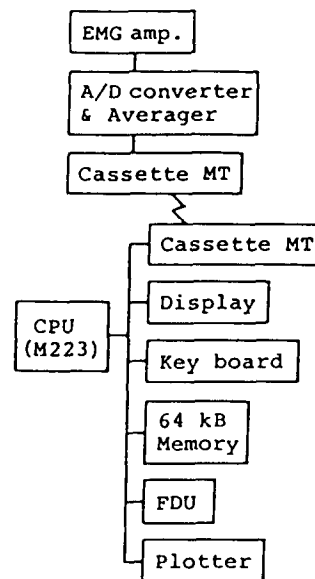 EMG amp.
A/D converter
& Averager
Cassette MT
Cassette MT
Display
CPU
(M223)
Key board
64 kB
Memory
FDU
Plotter